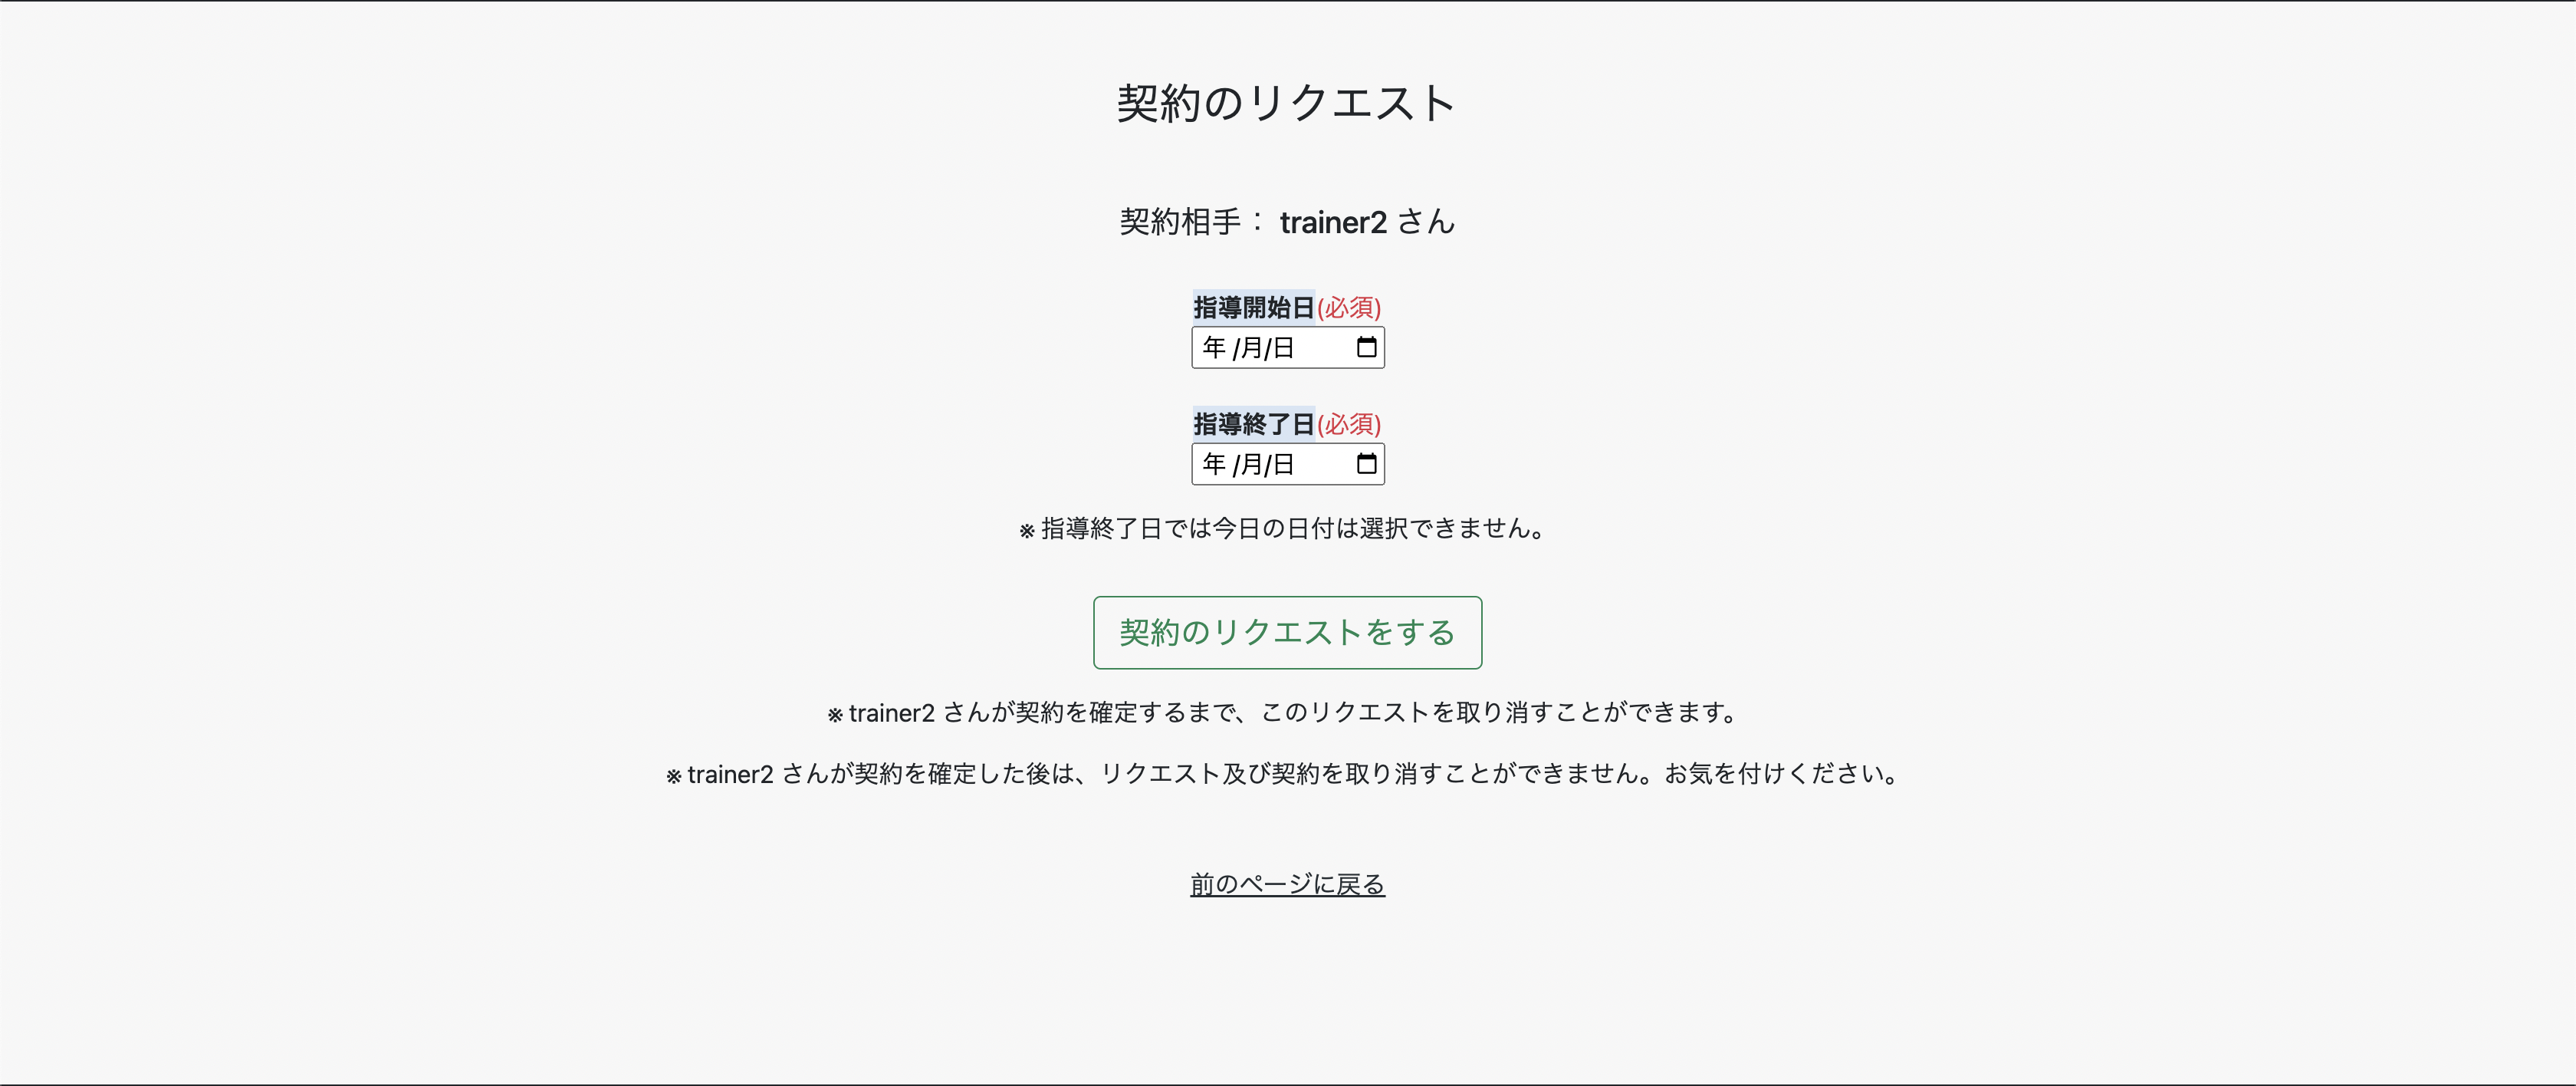 契約のリクエスト
契約相手： trainer2 さん
指導開始日(必須)
年 /月/日
指導終了日(必須)
年 /月/日
※ 指導終了日では今日の日付は選択できません。
契約のリクエストをする
※ trainer2 さんが契約を確定するまで、このリクエストを取り消すことができます。
※ trainer2 さんが契約を確定した後は、リクエスト及び契約を取り消すことができません。お気を付けください。
前のページに戻る